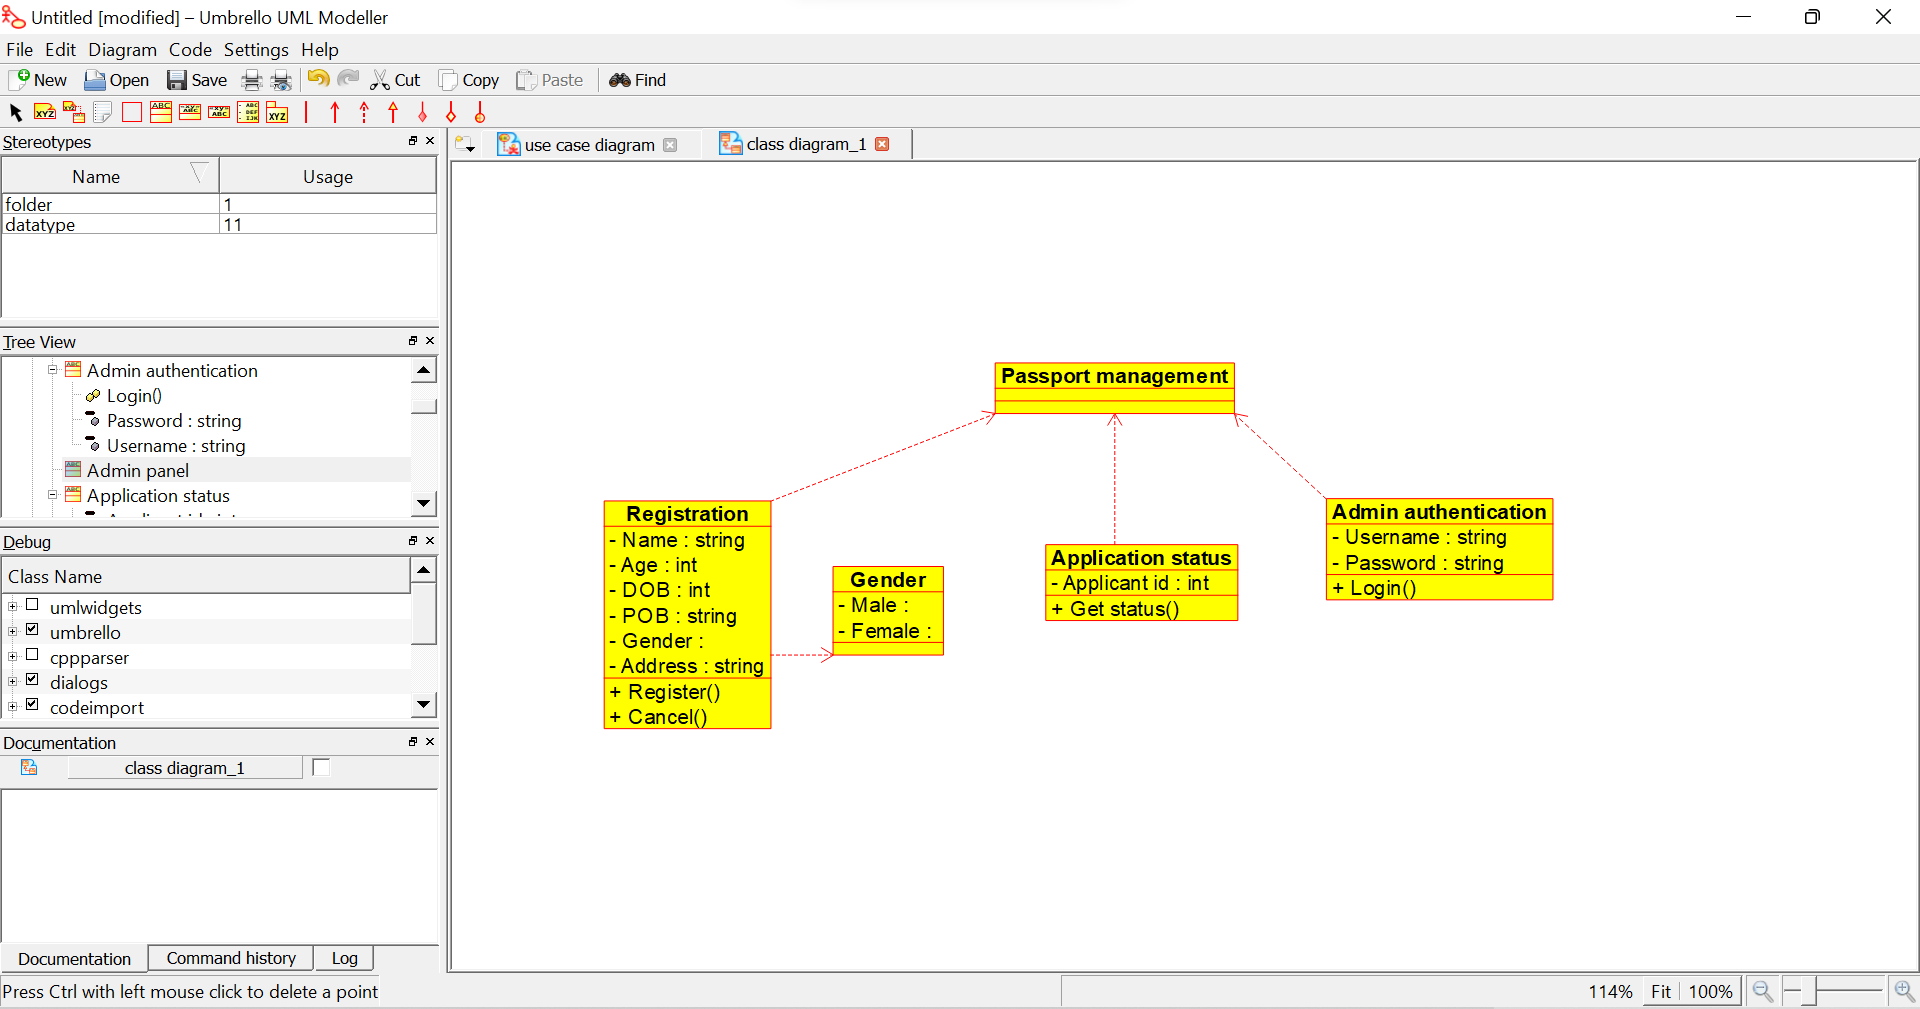 Untitled [modified] – Umbrello UML Modeller
File Edit Diagram Code Settings Help
New Open Save Cut Copy Paste Find
Stereotypes
use case diagram class diagram_1
Name Usage
folder 1
datatype 11
Tree View
Admin authentication
Login()
Password : string
Username : string
Admin panel
Application status
Debug
Class Name
umlwidgets
umbrello
cppparser
dialogs
codeimport
Documentation
class diagram_1
Documentation Command history Log
Passport management
Registration
- Name : string
- Age : int
- DOB : int
- POB : string
- Gender :
- Address : string
+ Register()
+ Cancel()
Gender
- Male :
- Female :
Application status
- Applicant id : int
+ Get status()
Admin authentication
- Username : string
- Password : string
+ Login()
Press Ctrl with left mouse click to delete a point
114% Fit 100%